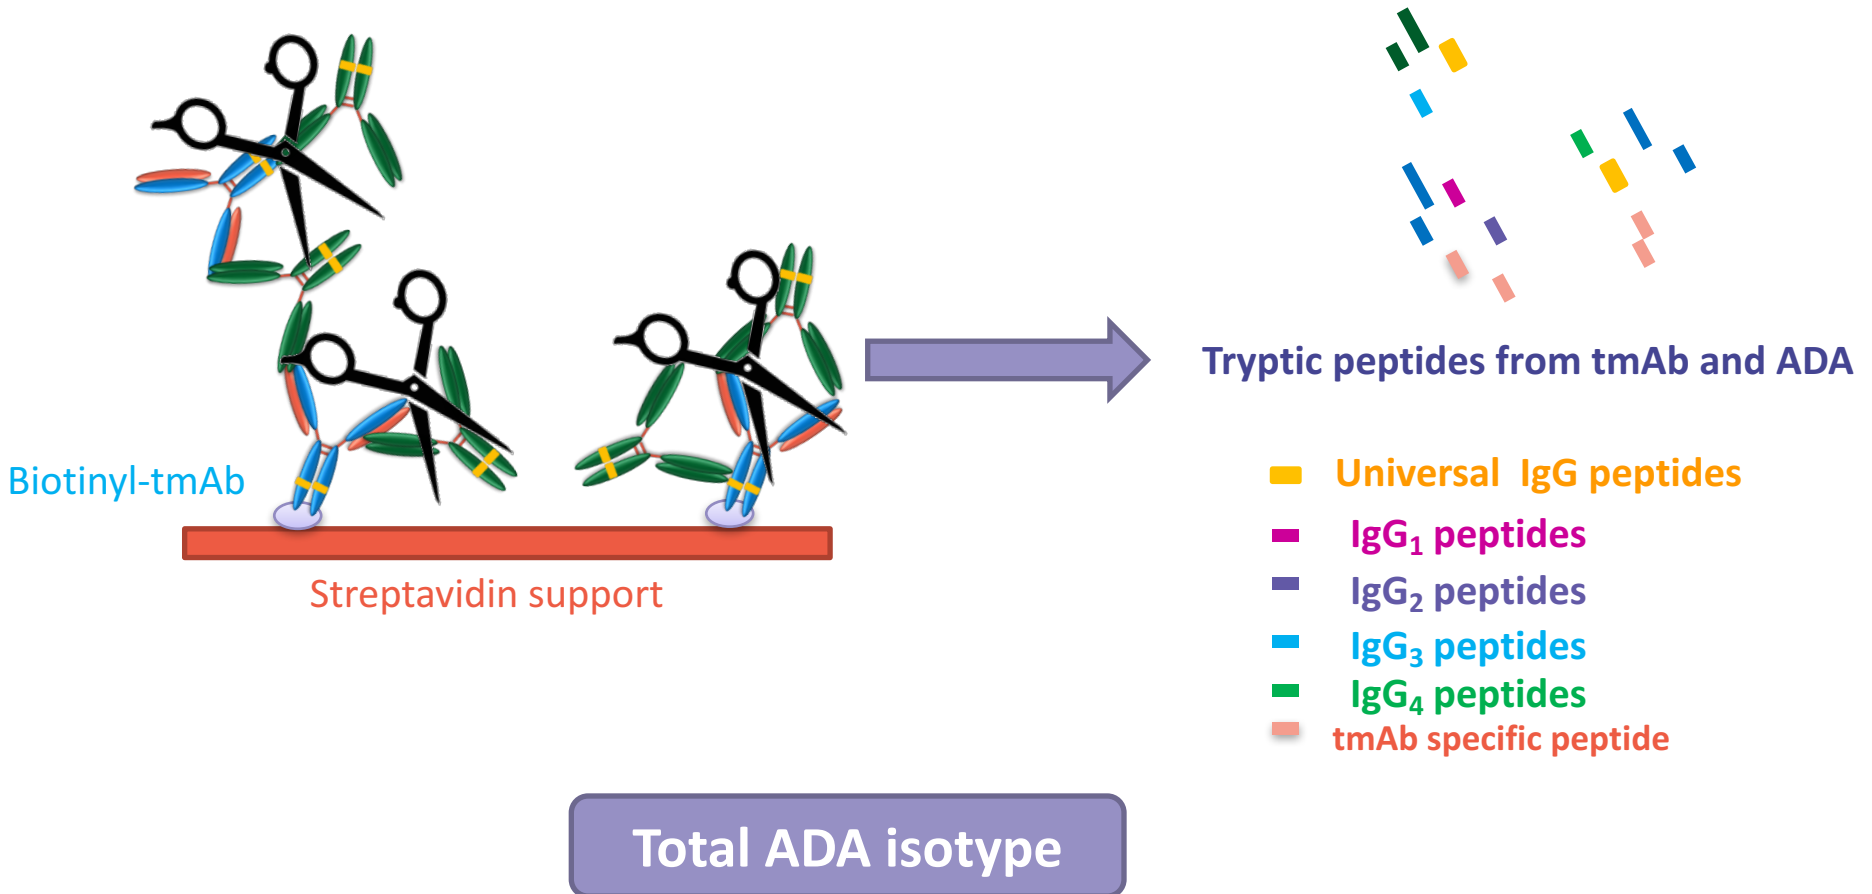 Biotinyl-tmAb
Streptavidin support
Tryptic peptides from tmAb and ADA
Universal IgG peptides
IgG₁ peptides
IgG₂ peptides
IgG₃ peptides
IgG₄ peptides
tmAb specific peptide
Total ADA isotype